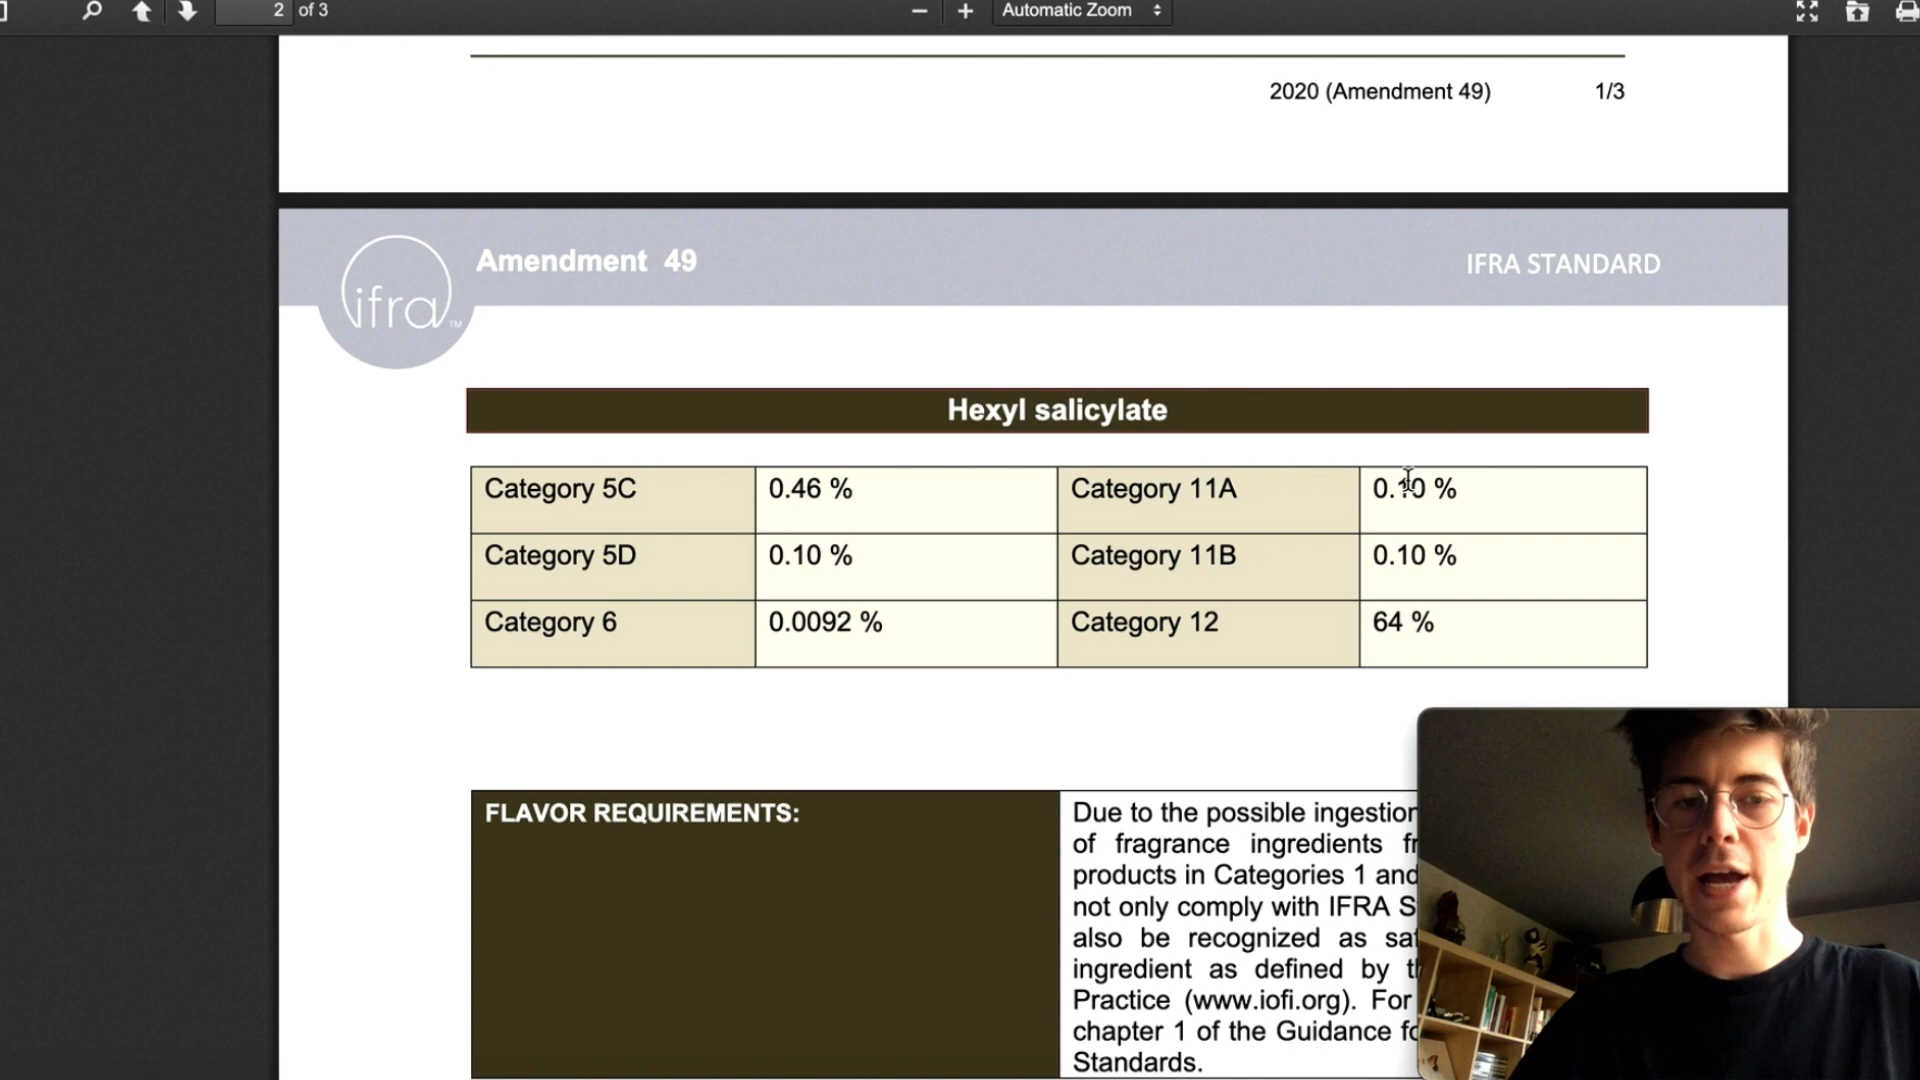 2 of 3
Automatic Zoom
2020 (Amendment 49) 1/3
ifra™
Amendment 49
IFRA STANDARD
Hexyl salicylate
Category 5C 0.46 % Category 11A 0.10 %
Category 5D 0.10 % Category 11B 0.10 %
Category 6 0.0092 % Category 12 64 %
FLAVOR REQUIREMENTS:
Due to the possible ingestion
of fragrance ingredients
products in Categories 1 and
not only comply with IFRA
also be recognized as
ingredient as defined by
Practice (www.iofi.org). For
chapter 1 of the Guidance
Standards.